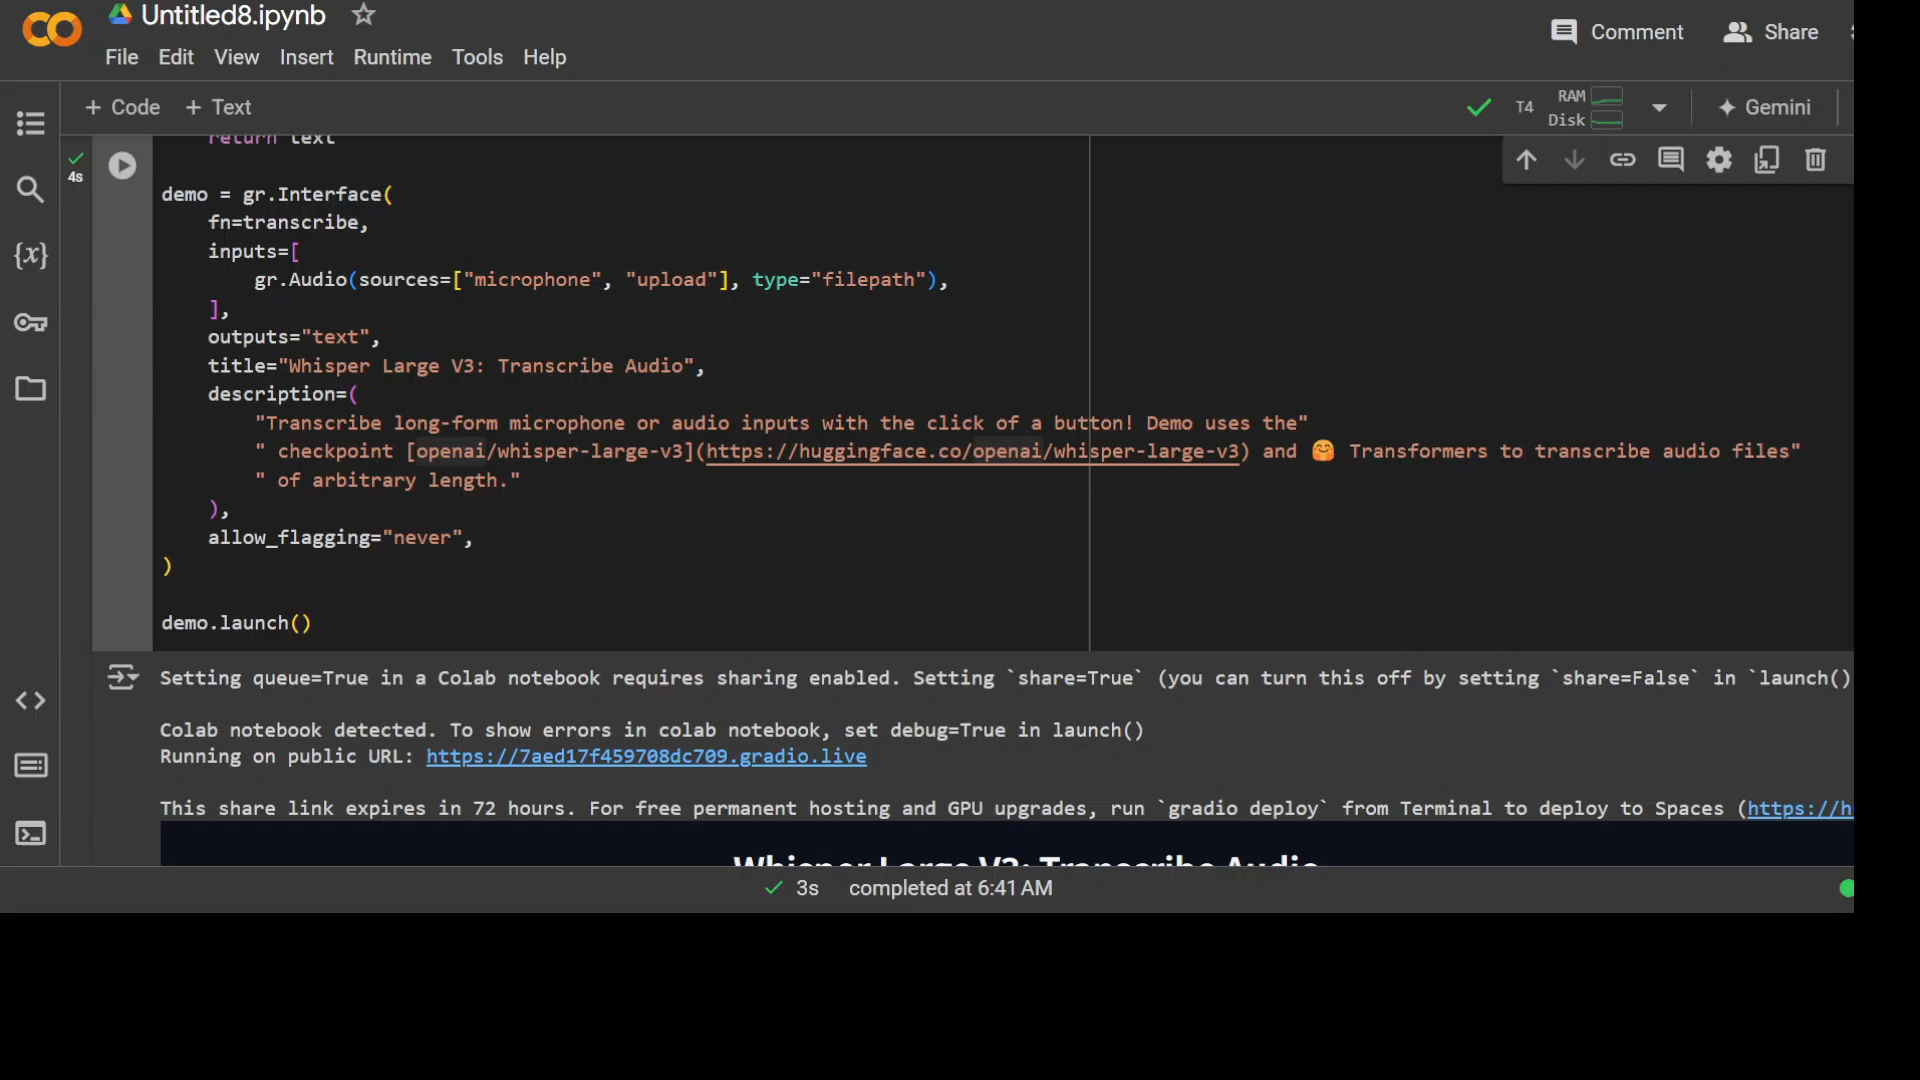 Untitled8.ipynb
File Edit View Insert Runtime Tools Help
Comment Share
+ Code + Text
T4 RAM Disk Gemini
4s
return text
demo = gr.Interface(
fn=transcribe,
inputs=[
gr.Audio(sources=["microphone", "upload"], type="filepath"),
],
outputs="text",
title="Whisper Large V3: Transcribe Audio",
description=(
"Transcribe long-form microphone or audio inputs with the click of a button! Demo uses the"
" checkpoint [openai/whisper-large-v3](https://huggingface.co/openai/whisper-large-v3) and 🤗 Transformers to transcribe audio files"
" of arbitrary length."
),
allow_flagging="never",
)
demo.launch()
Setting queue=True in a Colab notebook requires sharing enabled. Setting `share=True` (you can turn this off by setting `share=False` in `launch()
Colab notebook detected. To show errors in colab notebook, set debug=True in launch()
Running on public URL: https://7aed17f459708dc709.gradio.live
This share link expires in 72 hours. For free permanent hosting and GPU upgrades, run `gradio deploy` from Terminal to deploy to Spaces (https://h
Whisper Large V3: Transcribe Audio
3s completed at 6:41 AM